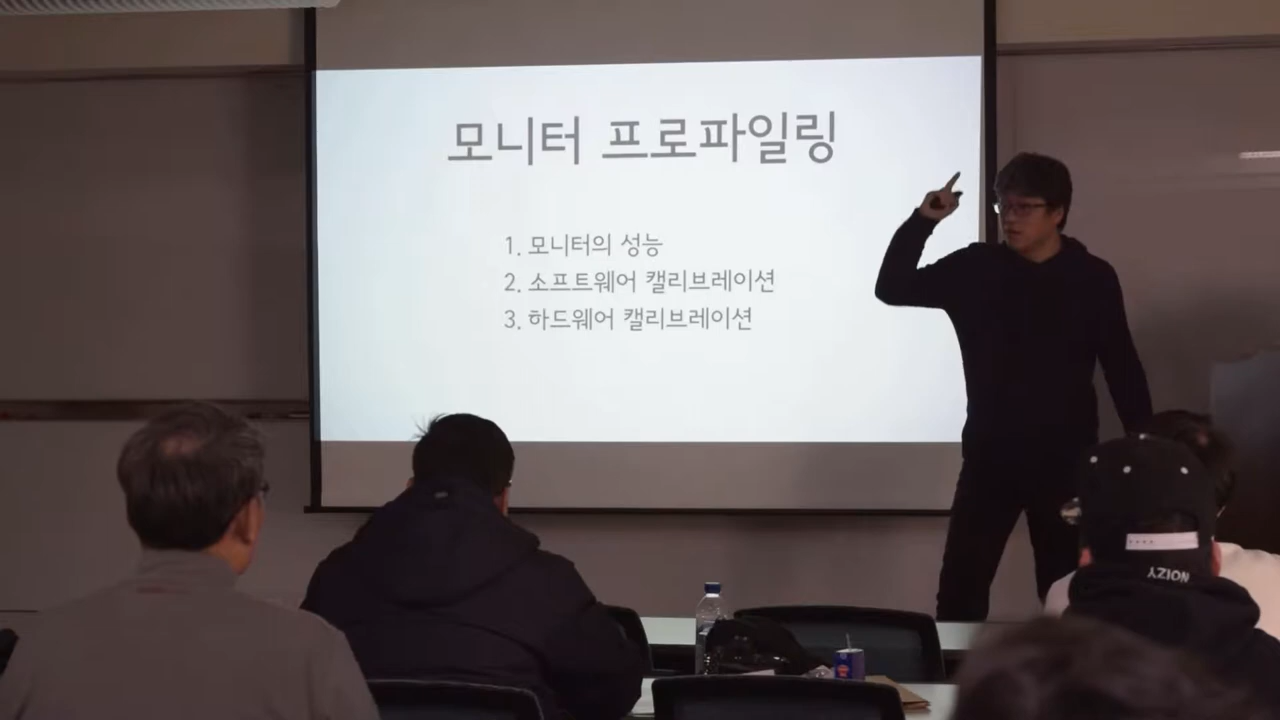 모니터 프로파일링
1. 모니터의 성능
2. 소프트웨어 캘리브레이션
3. 하드웨어 캘리브레이션
NOIZY